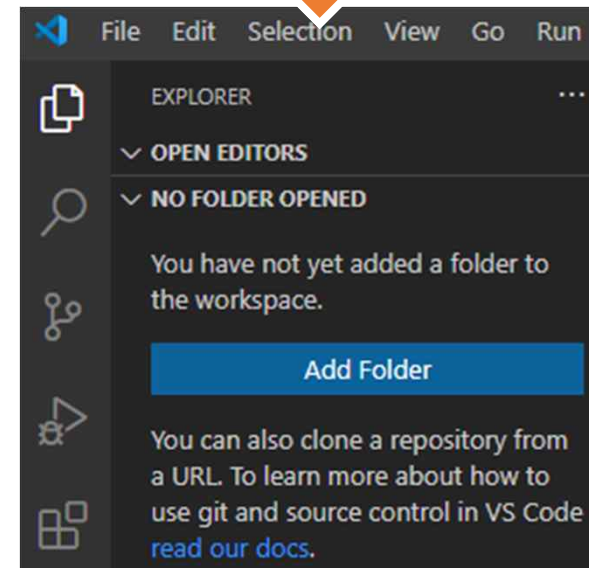 File Edit Selection View Go Run
EXPLORER ...
OPEN EDITORS
NO FOLDER OPENED
You have not yet added a folder to
the workspace.
Add Folder
You can also clone a repository from
a URL. To learn more about how to
use git and source control in VS Code
read our docs.